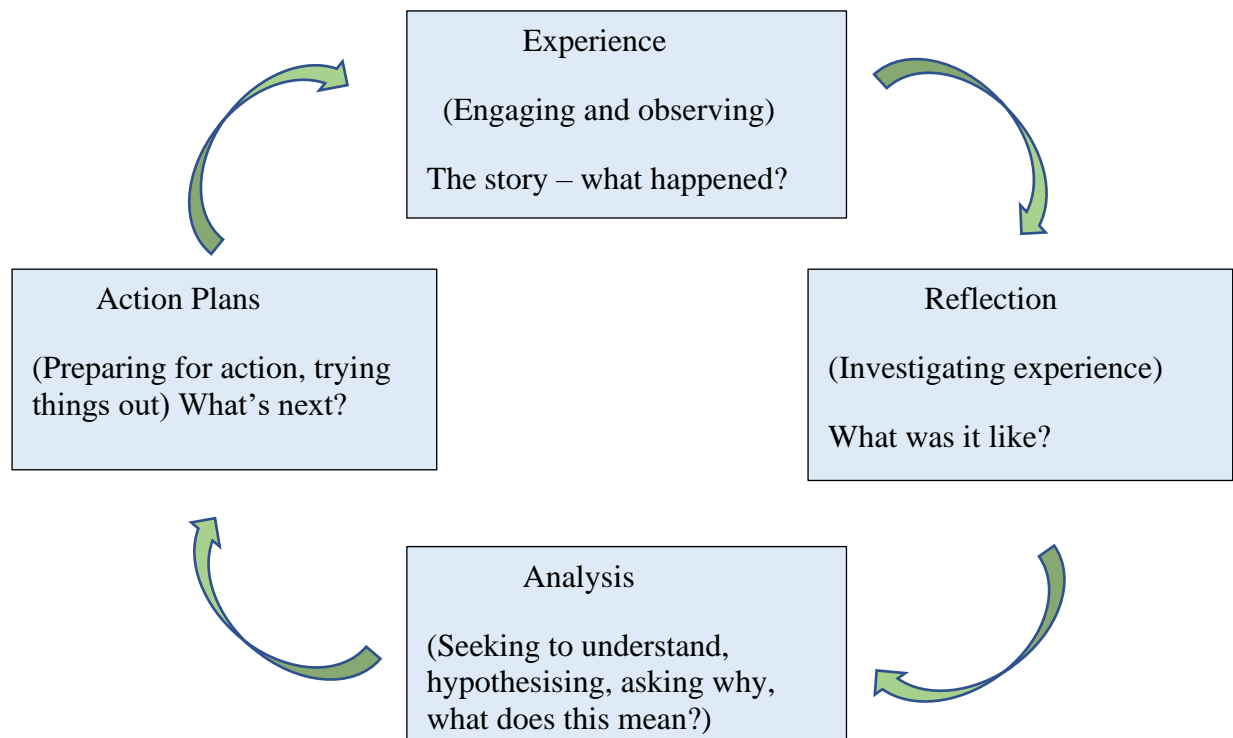 Experience
(Engaging and observing)
The story – what happened?
Action Plans
(Preparing for action, trying
things out) What’s next?
Reflection
(Investigating experience)
What was it like?
Analysis
(Seeking to understand,
hypothesising, asking why,
what does this mean?)